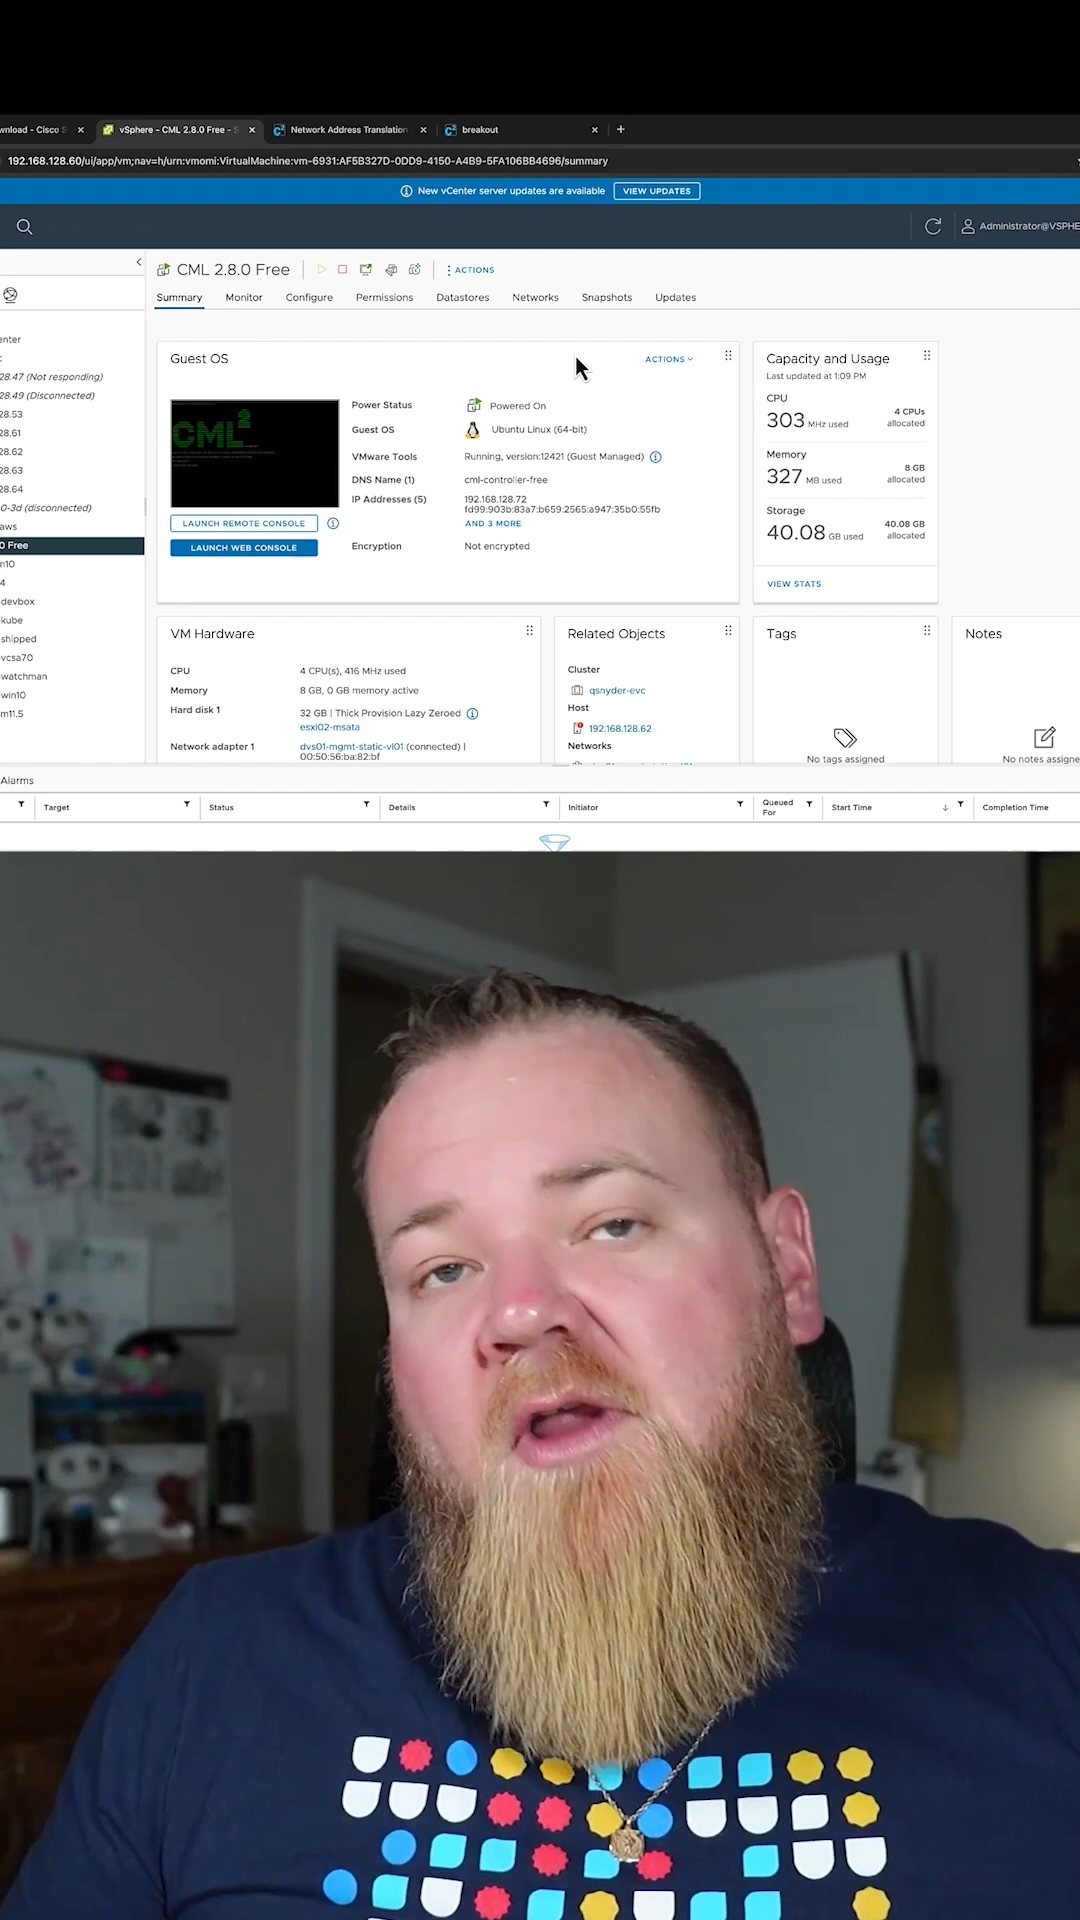 wnload - Cisco S
vSphere - CML 2.8.0 Free - S
Network Address Translation
breakout
192.168.128.60/ui/app/vm;nav=h/urn:vmomi:VirtualMachine:vm-6931:AF5B327D-0DD9-4150-A4B9-5FA106BB4696/summary
New vCenter server updates are available VIEW UPDATES
Administrator@VSPHE
CML 2.8.0 Free
ACTIONS
Summary Monitor Configure Permissions Datastores Networks Snapshots Updates
enter
28.47 (Not responding)
28.49 (Disconnected)
28.53
28.61
28.62
28.63
28.64
0-3d (disconnected)
aws
0 Free
n10
4
devbox
-kube
-shipped
-vcsa70
-watchman
-win10
m11.5
Guest OS
ACTIONS
CML2
Power Status Powered On
Guest OS Ubuntu Linux (64-bit)
VMware Tools Running, version:12421 (Guest Managed)
DNS Name (1) cml-controller-free
IP Addresses (5) 192.168.128.72
fd99:903b:83a7:b659:2565:a947:35b0:55fb
AND 3 MORE
Encryption Not encrypted
LAUNCH REMOTE CONSOLE
LAUNCH WEB CONSOLE
Capacity and Usage
Last updated at 1:09 PM
CPU
303 MHz used
4 CPUs
allocated
Memory
327 MB used
8 GB
allocated
Storage
40.08 GB used
40.08 GB
allocated
VIEW STATS
VM Hardware
CPU 4 CPU(s), 416 MHz used
Memory 8 GB, 0 GB memory active
Hard disk 1 32 GB | Thick Provision Lazy Zeroed
esxi02-msata
Network adapter 1 dvs01-mgmt-static-vl01 (connected) |
00:50:56:ba:82:bf
Related Objects
Cluster
qsnyder-evc
Host
192.168.128.62
Networks
Tags
No tags assigned
Notes
No notes assigne
Alarms
Target Status Details Initiator Queued For Start Time Completion Time